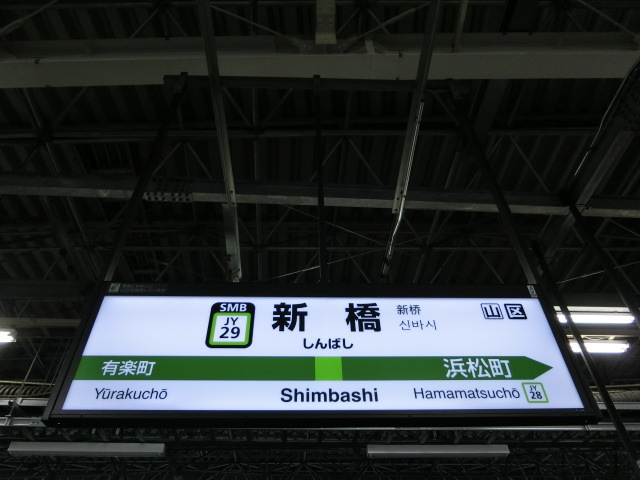 SMB
JY
29
新橋
しんばし
新桥
신바시
山 区
有楽町
浜松町
Yūrakuchō
Shimbashi
Hamamatsuchō
JY
28